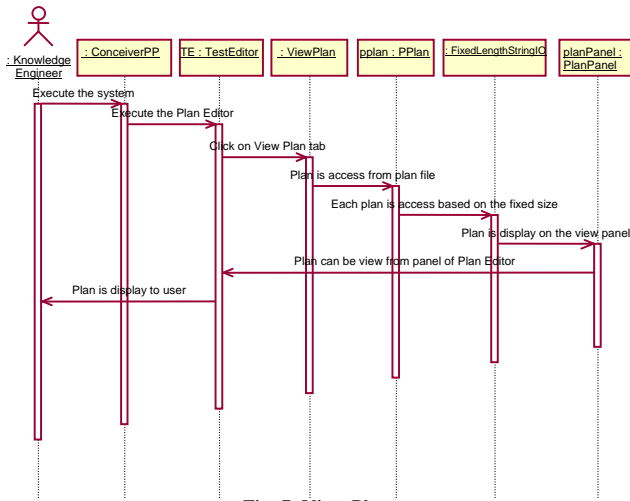 : Knowledge
Engineer
: ConceiverPP
TE : TestEditor
: ViewPlan
pplan : PPlan
: FixedLengthStringIO
planPanel :
PlanPanel
Execute the system
Execute the Plan Editor
Click on View Plan tab
Plan is access from plan file
Each plan is access based on the fixed size
Plan is display on the view panel
Plan can be view from panel of Plan Editor
Plan is display to user